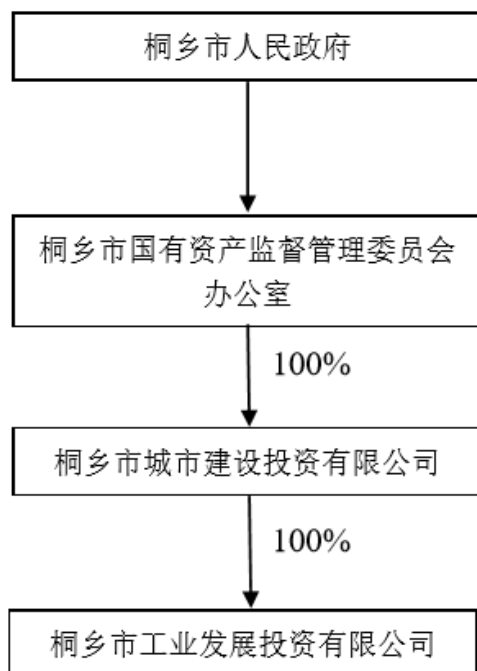 桐乡市人民政府
桐乡市国有资产监督管理委员会
办公室
100%
桐乡市城市建设投资有限公司
100%
桐乡市工业发展投资有限公司